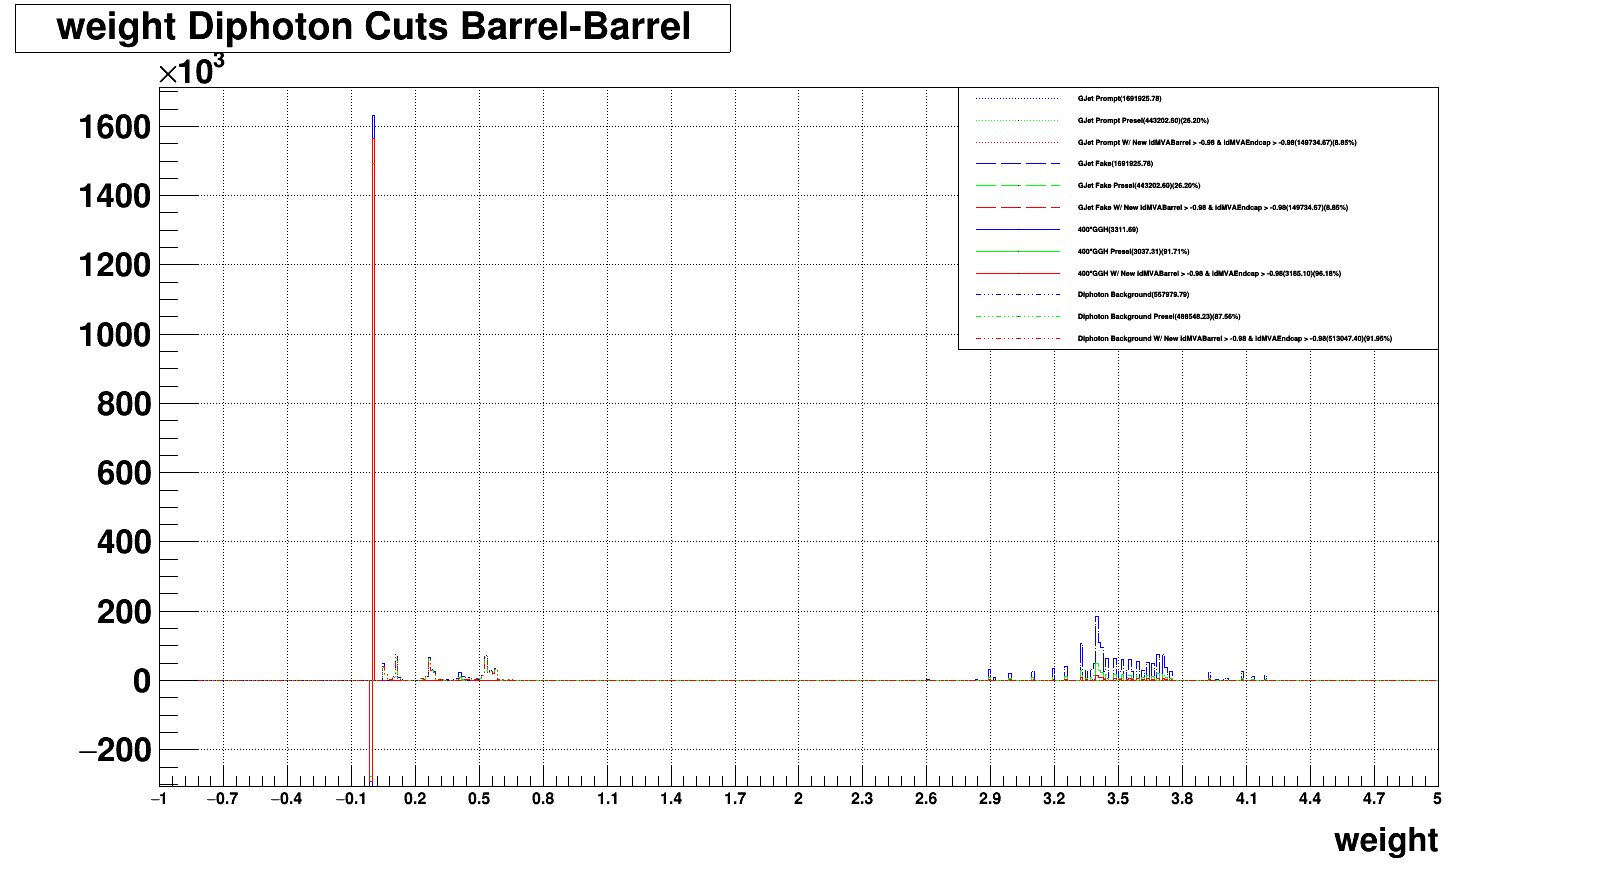 weight Diphoton Cuts Barrel-Barrel
×10³
1600
1400
1200
1000
800
600
400
200
0
−200
−1 −0.7 −0.4 −0.1 0.2 0.5 0.8 1.1 1.4 1.7 2 2.3 2.6 2.9 3.2 3.5 3.8 4.1 4.4 4.7 5
weight
GJet Prompt(1691925.78)
GJet Prompt Presel(443202.60)(26.20%)
GJet Prompt W/ New IdMVABarrel > -0.98 & IdMVAEndcap > -0.98(149734.67)(8.85%)
GJet Fake(1691925.78)
GJet Fake Presel(443202.60)(26.20%)
GJet Fake W/ New IdMVABarrel > -0.98 & IdMVAEndcap > -0.98(149734.67)(8.85%)
400*GGH(3311.69)
400*GGH Presel(3037.31)(91.71%)
400*GGH W/ New IdMVABarrel > -0.98 & IdMVAEndcap > -0.98(3185.10)(96.18%)
Diphoton Background(557979.79)
Diphoton Background Presel(488548.23)(87.56%)
Diphoton Background W/ New IdMVABarrel > -0.98 & IdMVAEndcap > -0.98(513047.40)(91.95%)